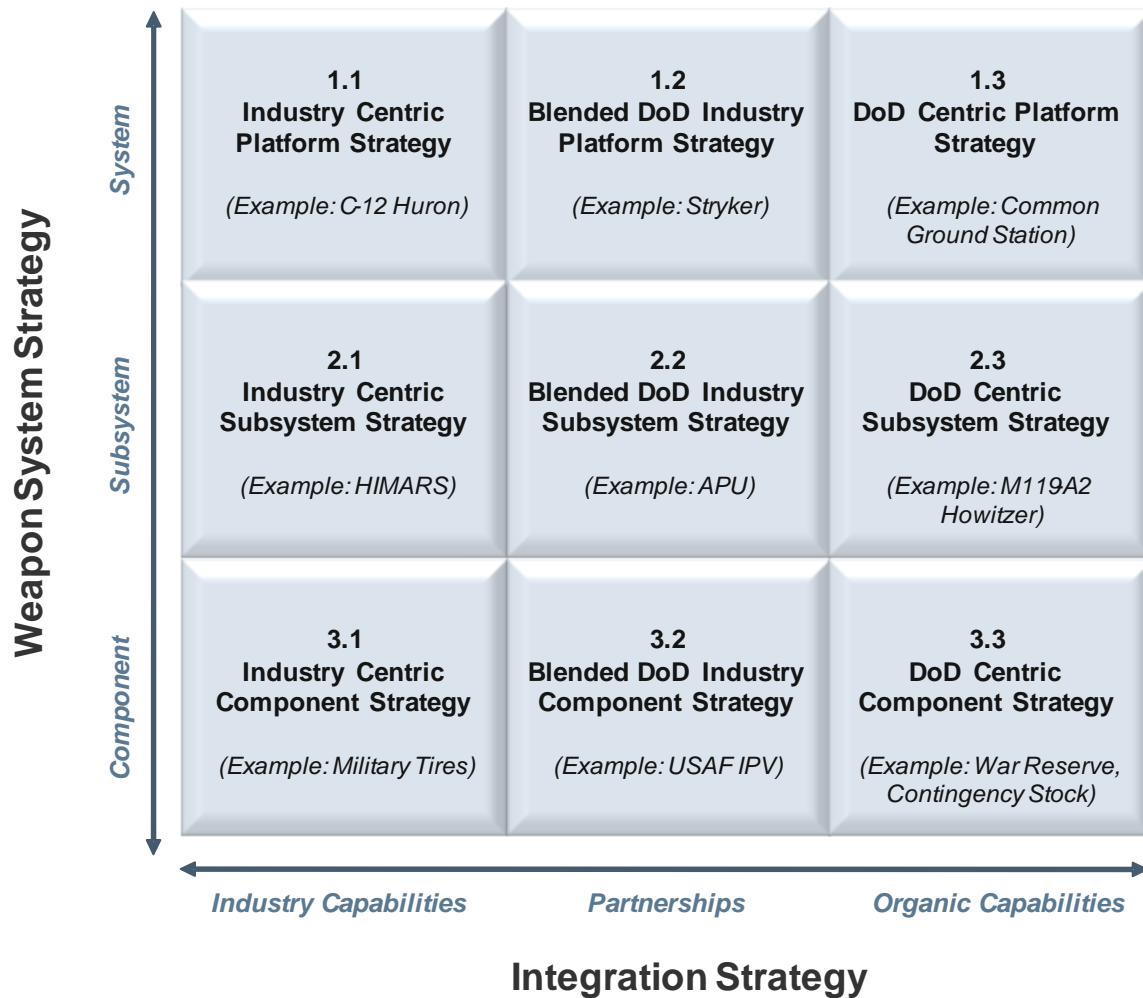 Weapon System Strategy
System
Subsystem
Component
1.1
Industry Centric
Platform Strategy
(Example: C-12 Huron)
1.2
Blended DoD Industry
Platform Strategy
(Example: Stryker)
1.3
DoD Centric Platform
Strategy
(Example: Common
Ground Station)
2.1
Industry Centric
Subsystem Strategy
(Example: HIMARS)
2.2
Blended DoD Industry
Subsystem Strategy
(Example: APU)
2.3
DoD Centric
Subsystem Strategy
(Example: M119-A2
Howitzer)
3.1
Industry Centric
Component Strategy
(Example: Military Tires)
3.2
Blended DoD Industry
Component Strategy
(Example: USAF IPV)
3.3
DoD Centric
Component Strategy
(Example: War Reserve,
Contingency Stock)
Industry Capabilities
Partnerships
Organic Capabilities
Integration Strategy